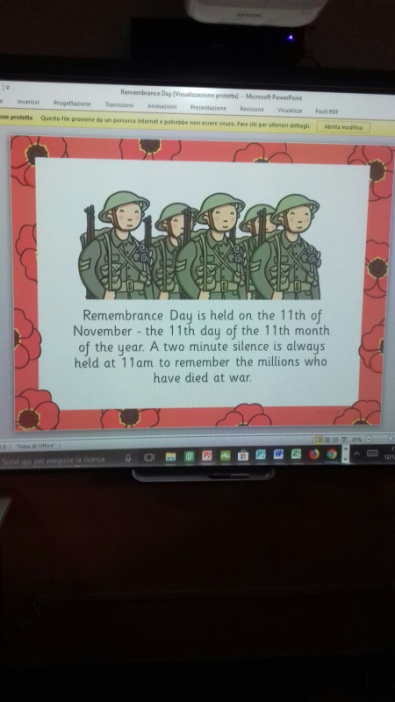 Remembrance Day [Visualizzazione protetta] - Microsoft PowerPoint
Inserisci Progettazione Transizioni Animazioni Presentazione Revisione Visualizza Foxit PDF
one protetta Questo file proviene da un percorso Internet e potrebbe non essere sicuro. Fare clic per ulteriori dettagli. Abilita modifica
Remembrance Day is held on the 11th of
November - the 11th day of the 11th month
of the year. A two minute silence is always
held at 11am to remember the millions who
have died at war.
"Tema di Office"
Scrivi qui per eseguire la ricerca